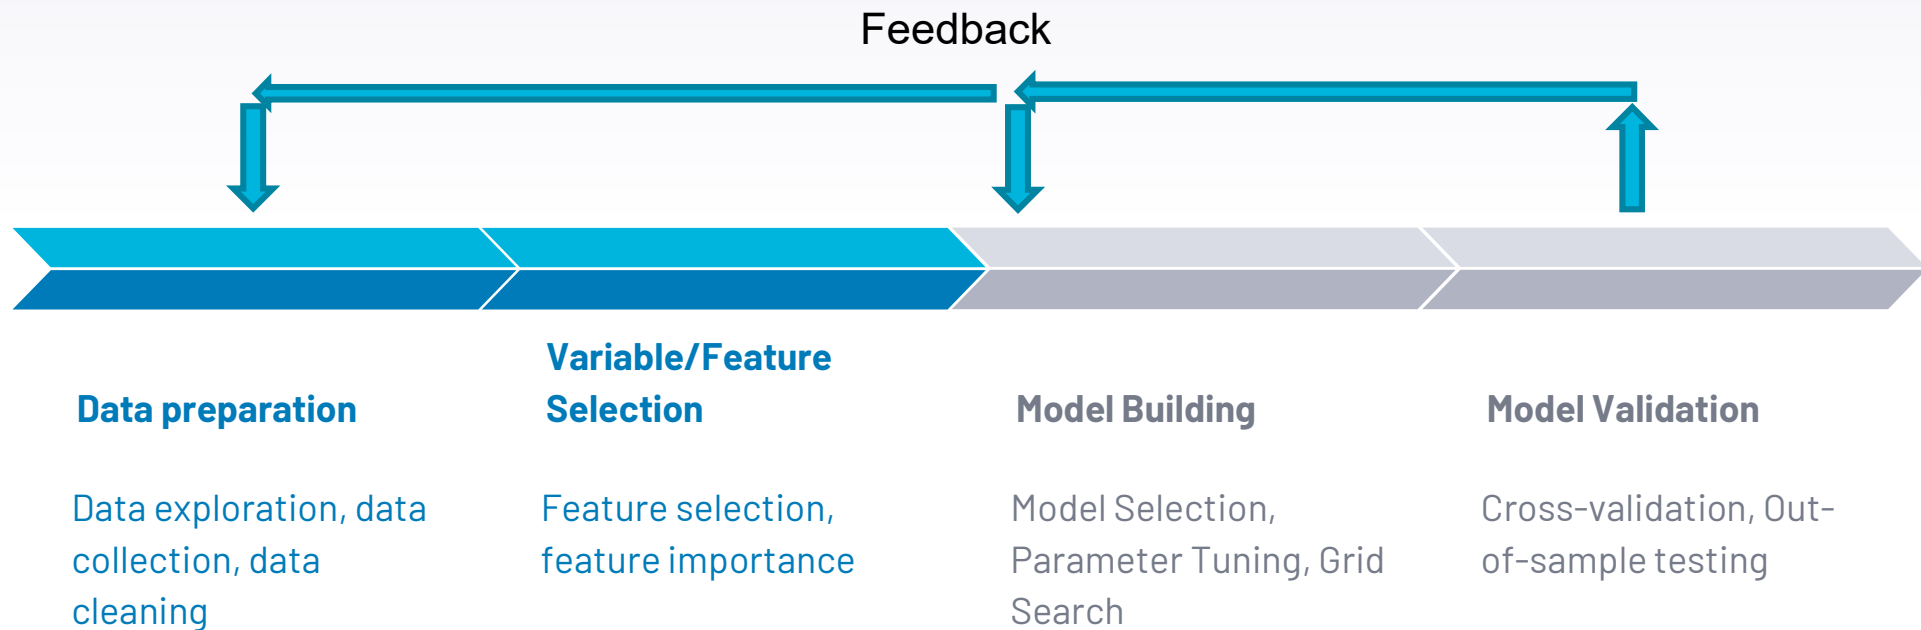 Feedback
Data preparation
Data exploration, data
collection, data
cleaning
Variable/Feature
Selection
Feature selection,
feature importance
Model Building
Model Selection,
Parameter Tuning, Grid
Search
Model Validation
Cross-validation, Out-
of-sample testing